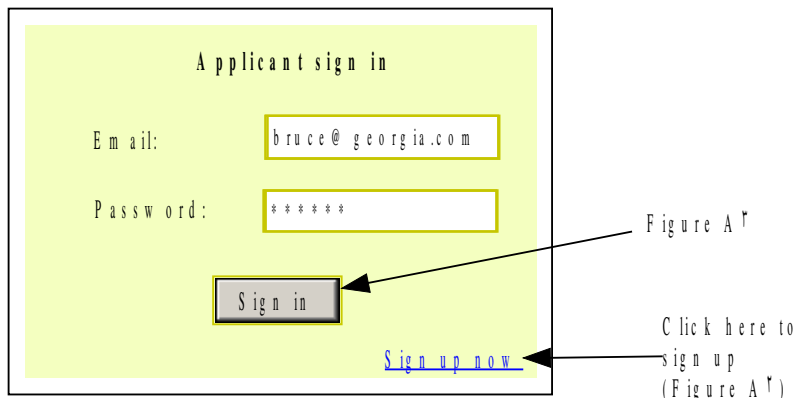 Applicant sign in
Email:
bruce@georgia.com
Password:
******
Figure A٣
Sign in
Click here to
sign up
(Figure A٢)
Sign up now